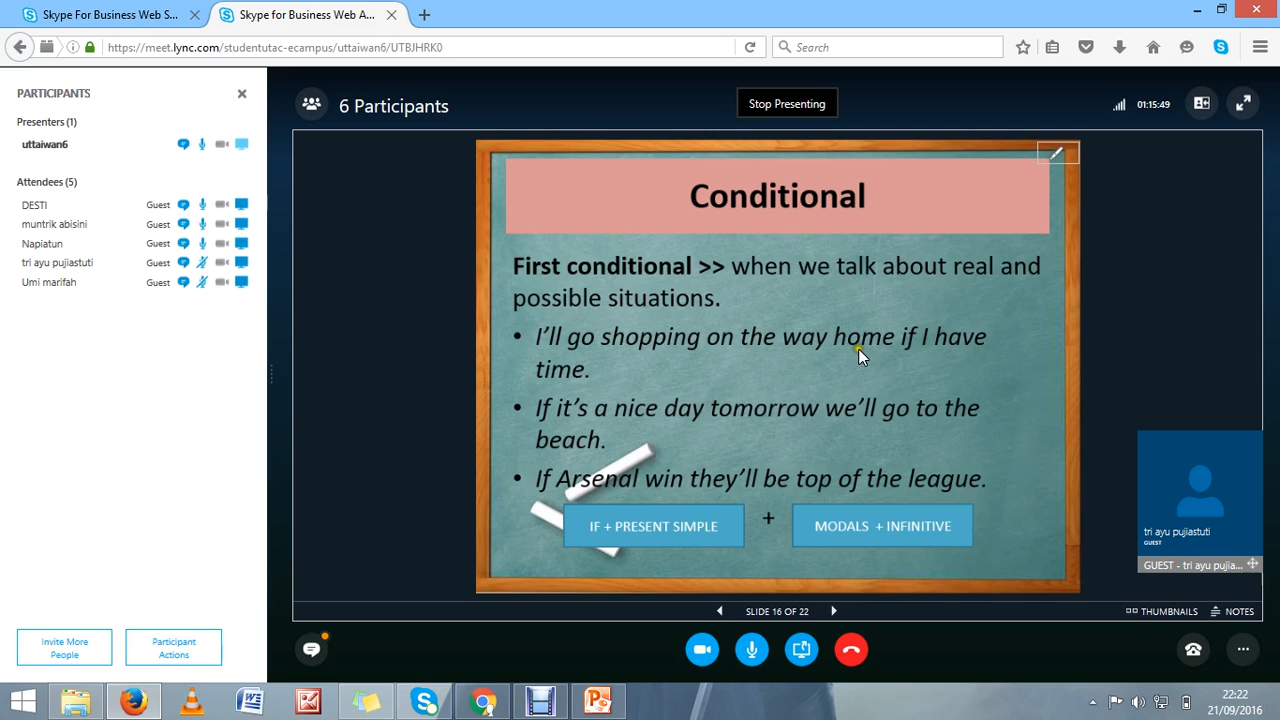 Skype For Business Web S...
Skype for Business Web A...
https://meet.lync.com/studentutac-ecampus/uttaiwan6/UTBJHRK0
Search
PARTICIPANTS
Presenters (1)
uttaiwan6
Attendees (5)
DESTI Guest
muntrik abisini Guest
Napiatun Guest
tri ayu pujiastuti Guest
Umi marifah Guest
Invite More
People
Participant
Actions
6 Participants
Stop Presenting
01:15:49
Conditional
First conditional >> when we talk about real and
possible situations.
• I'll go shopping on the way home if I have
time.
• If it's a nice day tomorrow we'll go to the
beach.
• If Arsenal win they'll be top of the league.
IF + PRESENT SIMPLE + MODALS + INFINITIVE
tri ayu pujiastuti
GUEST
GUEST - tri ayu pujia...
SLIDE 16 OF 22
THUMBNAILS
NOTES
22:22
21/09/2016